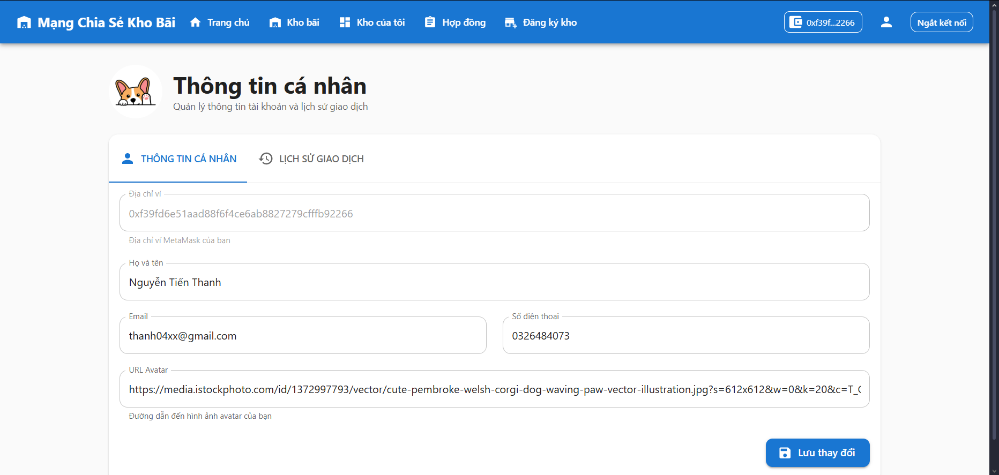 Mạng Chia Sẻ Kho Bãi
Trang chủ
Kho bãi
Kho của tôi
Hợp đồng
Đăng ký kho
0xf39f...2266
Ngắt kết nối
Thông tin cá nhân
Quản lý thông tin tài khoản và lịch sử giao dịch
THÔNG TIN CÁ NHÂN
LỊCH SỬ GIAO DỊCH
Địa chỉ ví
0xf39fd6e51aad88f6f4ce6ab8827279cfffb92266
Địa chỉ ví MetaMask của bạn
Họ và tên
Nguyễn Tiến Thanh
Email
thanh04xx@gmail.com
Số điện thoại
0326484073
URL Avatar
https://media.istockphoto.com/id/1372997793/vector/cute-pembroke-welsh-corgi-dog-waving-paw-vector-illustration.jpg?s=612x612&w=0&k=20&c=T_
Đường dẫn đến hình ảnh avatar của bạn
Lưu thay đổi